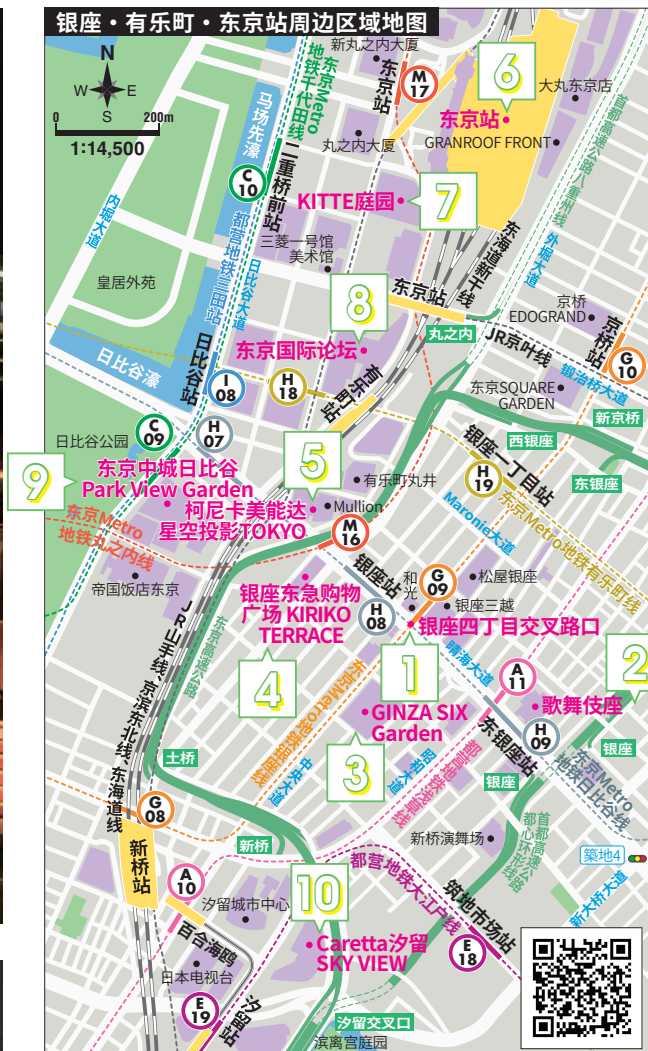 银座・有乐町・东京站周边区域地图
N
W
E
S
0
200m
1:14,500
新丸之内大厦
东京站
M
17
6
大丸东京店
东京站
丸之内大厦
GRANROOF FRONT
首都高速公路八重州线
东京Metro
地铁千代田线
马场先濠
C
10
二重桥前站
内堀大道
都营地铁三田站
日比谷大道
KITTE庭园
7
三菱一号馆
美术馆
东海道新干线
外堀大道
皇居外苑
8
东京站
丸之内
京桥
EDOGRAND
京桥站
JR京叶线
G
10
锻治桥大道
日比谷濠
日比谷站
东京国际论坛
有乐町站
I
08
H
18
东京SQUARE
GARDEN
新京桥
C
09
H
07
日比谷公园
西银座
银座一丁目站
东银座
9
东京中城日比谷
Park View Garden
5
有乐町丸井
H
19
东京Metro地铁有乐町线
柯尼卡美能达
星空投影TOKYO
Mullion
M
16
Maronie大道
东京Metro
地铁丸之内线
帝国饭店东京
银座站
和光
G
09
松屋银座
银座东急购物
广场 KIRIKO
TERRACE
H
08
银座三越
银座四丁目交叉路口
JR山手线、京滨东北线、东海道线
东京高速公路
4
1
晴海大道
A
11
2
歌舞伎座
东京Metro地铁银座线
GINZA SIX
Garden
东银座站
H
09
银座
土桥
3
中央大道
昭和大道
都营地铁浅草线
银座
东京Metro
地铁日比谷线
G
08
新桥
新桥站
新桥演舞场
首都高速公路
都心环形线
築地4
A
10
10
都营地铁大江户线
新大桥大道
汐留城市中心
筑地市场站
百合海鸥
Caretta汐留
SKY VIEW
E
18
日本电视台
E
19
汐留站
汐留交叉口
滨离宫庭园